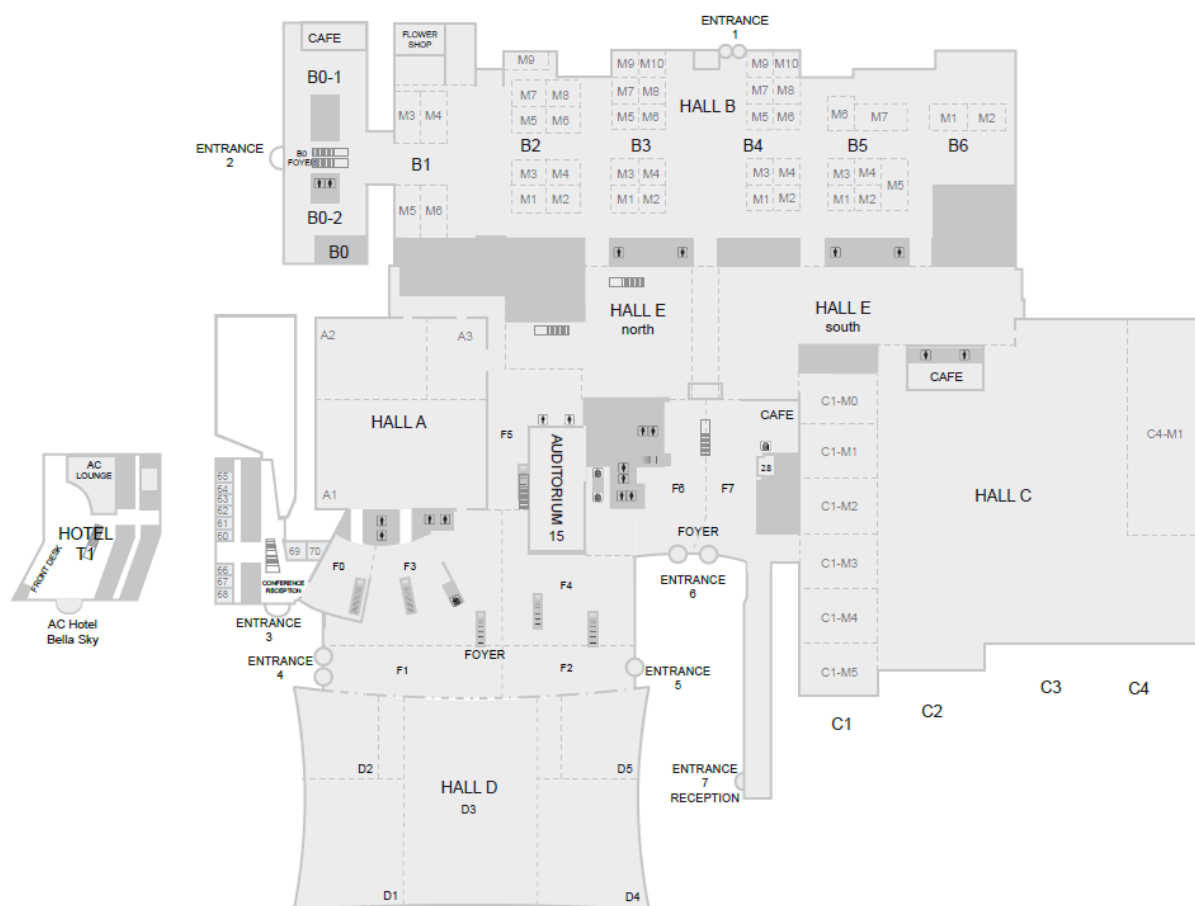 ENTRANCE
1
CAFE
FLOWER
SHOP
B0-1
M9
M9 M10
M9 M10
M7 M8
M7 M8
M7 M8
HALL B
M3 M4
M5 M6
M5 M6
M5 M6
M6
M7
M1 M2
ENTRANCE
2
B0
FOYER
B1
B2
B3
B4
B5
B6
M3 M4
M3 M4
M3 M4
M3 M4
M5
M1 M2
M1 M2
M1 M2
M1 M2
B0-2
M5 M6
B0
HALL E
north
HALL E
south
A2
A3
CAFE
HALL A
F5
AUDITORIUM
15
CAFE
C1-M0
C4-M1
C1-M1
AC
LOUNGE
65
64
63
62
61
60
28
A1
F6
F7
C1-M2
HALL C
HOTEL
T1
FRONT DESK
FOYER
69 70
F0
F3
66
67
68
CONFERENCE
RECEPTION
F4
ENTRANCE
6
C1-M3
AC Hotel
Bella Sky
ENTRANCE
3
C1-M4
ENTRANCE
4
FOYER
F1
F2
ENTRANCE
5
C1-M5
C1
C2
C3
C4
D2
D5
HALL D
D3
ENTRANCE
7
RECEPTION
D1
D4